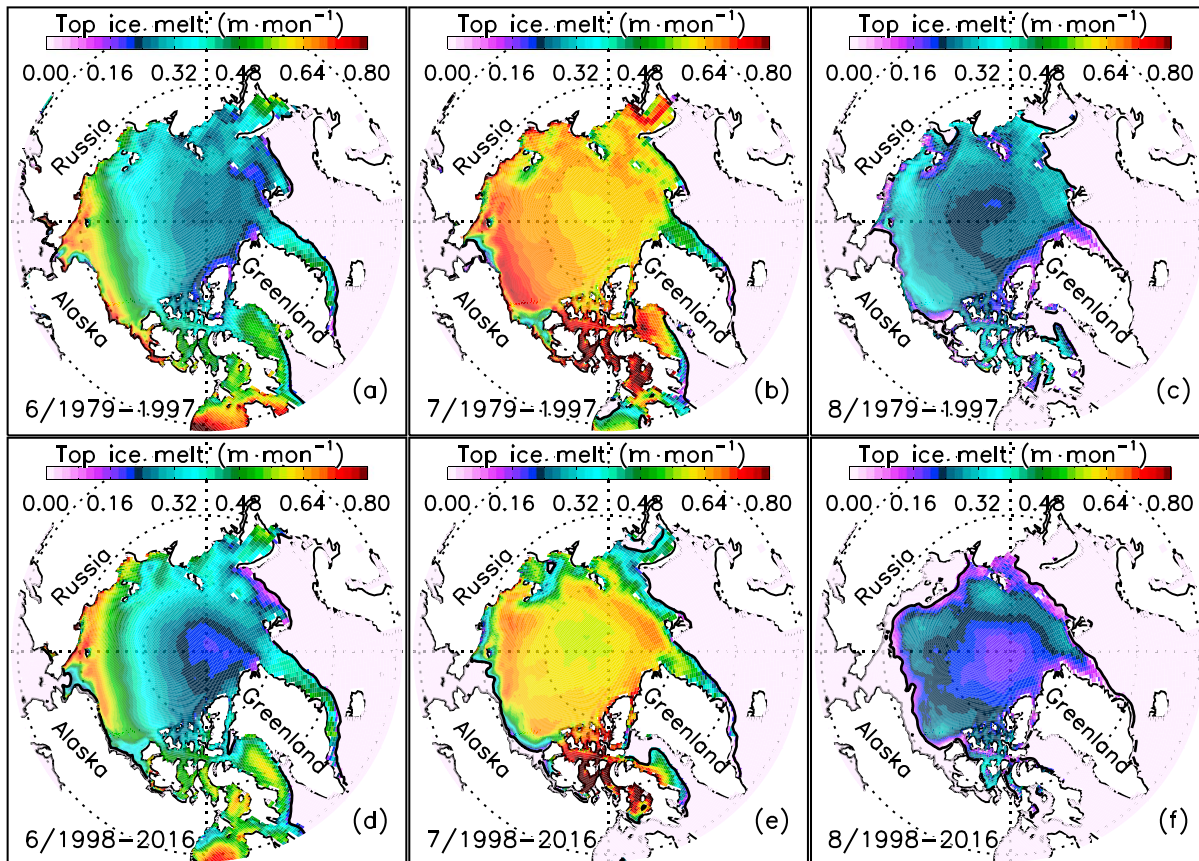 Top ice melt (m·mon⁻¹)
0.00 0.16 0.32 0.48 0.64 0.80
Russia
Alaska
Greenland
6/1979−1997
(a)
Top ice melt (m·mon⁻¹)
0.00 0.16 0.32 0.48 0.64 0.80
Russia
Alaska
Greenland
7/1979−1997
(b)
Top ice melt (m·mon⁻¹)
0.00 0.16 0.32 0.48 0.64 0.80
Russia
Alaska
Greenland
8/1979−1997
(c)
Top ice melt (m·mon⁻¹)
0.00 0.16 0.32 0.48 0.64 0.80
Russia
Alaska
Greenland
6/1998−2016
(d)
Top ice melt (m·mon⁻¹)
0.00 0.16 0.32 0.48 0.64 0.80
Russia
Alaska
Greenland
7/1998−2016
(e)
Top ice melt (m·mon⁻¹)
0.00 0.16 0.32 0.48 0.64 0.80
Russia
Alaska
Greenland
8/1998−2016
(f)